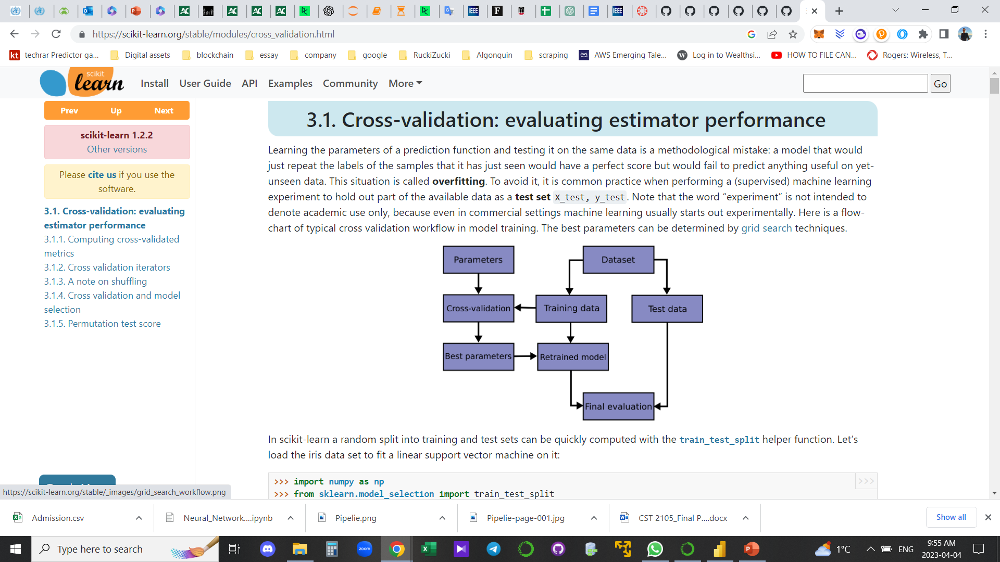 https://scikit-learn.org/stable/modules/cross_validation.html
techrar Predictor ga...
Digital assets
blockchain
essay
company
google
RuckiZucki
Algonquin
scraping
AWS Emerging Tale...
Log in to Wealthsi...
HOW TO FILE CAN...
Rogers: Wireless, T...
scikit
learn
Install
User Guide
API
Examples
Community
More
Go
Prev
Up
Next
scikit-learn 1.2.2
Other versions
Please cite us if you use the
software.
3.1. Cross-validation: evaluating
estimator performance
3.1.1. Computing cross-validated
metrics
3.1.2. Cross validation iterators
3.1.3. A note on shuffling
3.1.4. Cross validation and model
selection
3.1.5. Permutation test score
3.1. Cross-validation: evaluating estimator performance
Learning the parameters of a prediction function and testing it on the same data is a methodological mistake: a model that would
just repeat the labels of the samples that it has just seen would have a perfect score but would fail to predict anything useful on yet-
unseen data. This situation is called overfitting. To avoid it, it is common practice when performing a (supervised) machine learning
experiment to hold out part of the available data as a test set X_test, y_test. Note that the word “experiment” is not intended to
denote academic use only, because even in commercial settings machine learning usually starts out experimentally. Here is a flow-
chart of typical cross validation workflow in model training. The best parameters can be determined by grid search techniques.
Parameters
Dataset
Cross-validation
Training data
Test data
Best parameters
Retrained model
Final evaluation
In scikit-learn a random split into training and test sets can be quickly computed with the train_test_split helper function. Let’s
load the iris data set to fit a linear support vector machine on it:
>>> import numpy as np
>>>
>>> from sklearn.model_selection import train_test_split
https://scikit-learn.org/stable/_images/grid_search_workflow.png
Admission.csv
Neural_Network....ipynb
Pipelie.png
Pipelie-page-001.jpg
CST 2105_Final P....docx
Show all
Type here to search
zoom
1°C
ENG
9:55 AM
2023-04-04